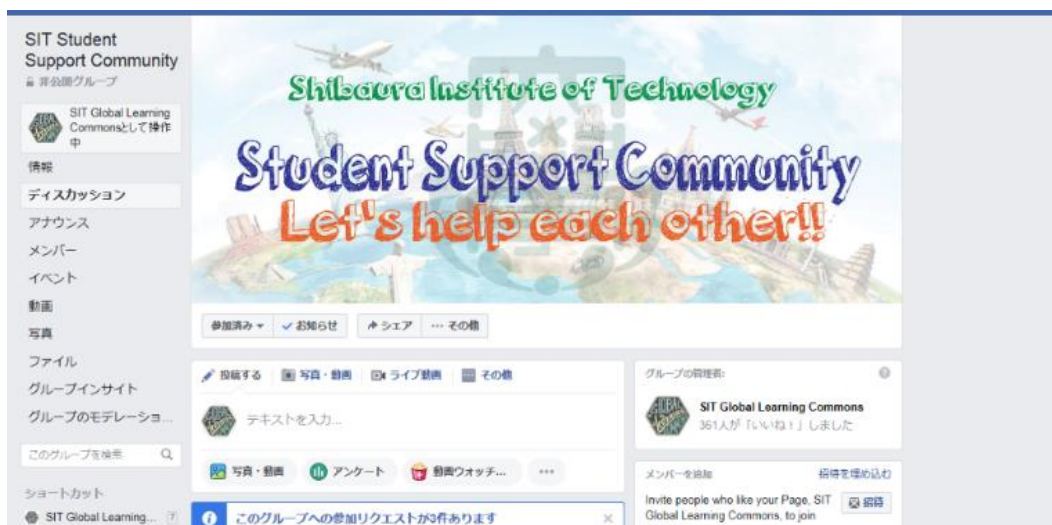 SIT Student
Support Community
非公開グループ
SIT Global Learning
Commonsとして操作
中
情報
ディスカッション
アナウンス
メンバー
イベント
動画
写真
ファイル
グループインサイト
グループのモデレーショ...
このグループを検索
ショートカット
SIT Global Learning... 7
Shibaura Institute of Technology
Student Support Community
Let's help each other!!
参加済み
お知らせ
シェア
その他
投稿する
写真・動画
ライブ動画
その他
テキストを入力...
写真・動画
アンケート
動画ウォッチ...
このグループへの参加リクエストが3件あります
グループの管理者:
SIT Global Learning Commons
361人が「いいね!」しました
メンバーを追加
招待を埋め込む
Invite people who like your Page, SIT
Global Learning Commons, to join
招待